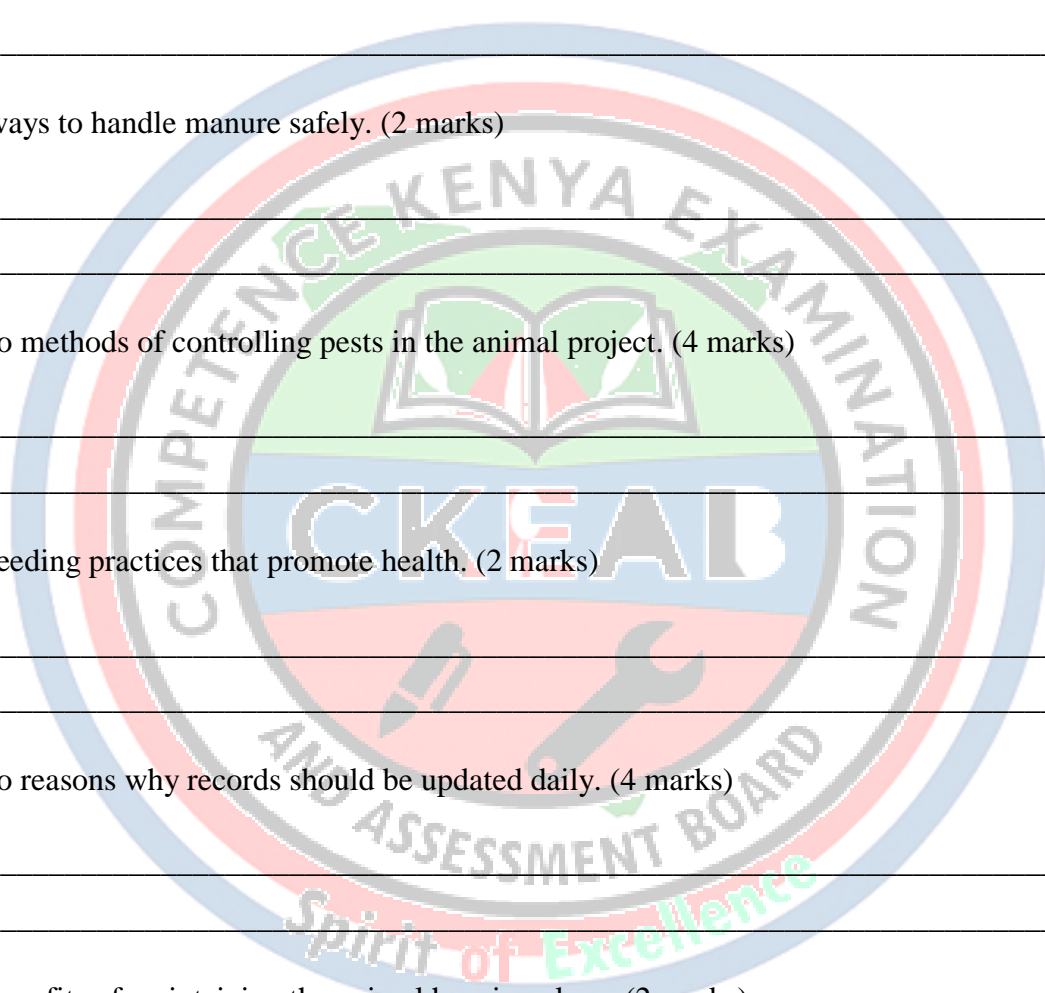 ways to handle manure safely. (2 marks)
o methods of controlling pests in the animal project. (4 marks)
eeding practices that promote health. (2 marks)
o reasons why records should be updated daily. (4 marks)
COMPETENCE KENYA EXAMINATION
AND ASSESSMENT BOARD
CKEAB
Spirit of Excellence